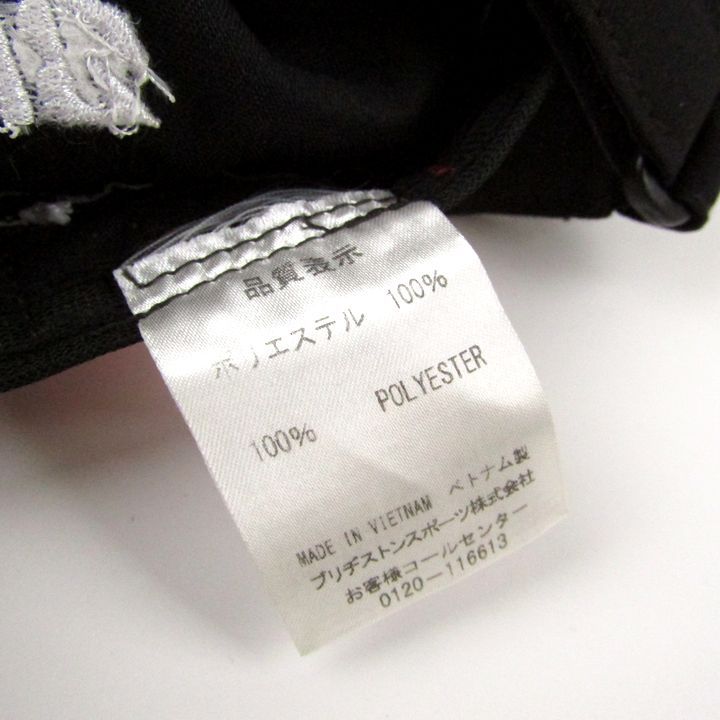 品質表示
ポリエステル 100%
100% POLYESTER
MADE IN VIETNAM ベトナム製
ブリヂストンスポーツ株式会社
お客様コールセンター
0120-116613